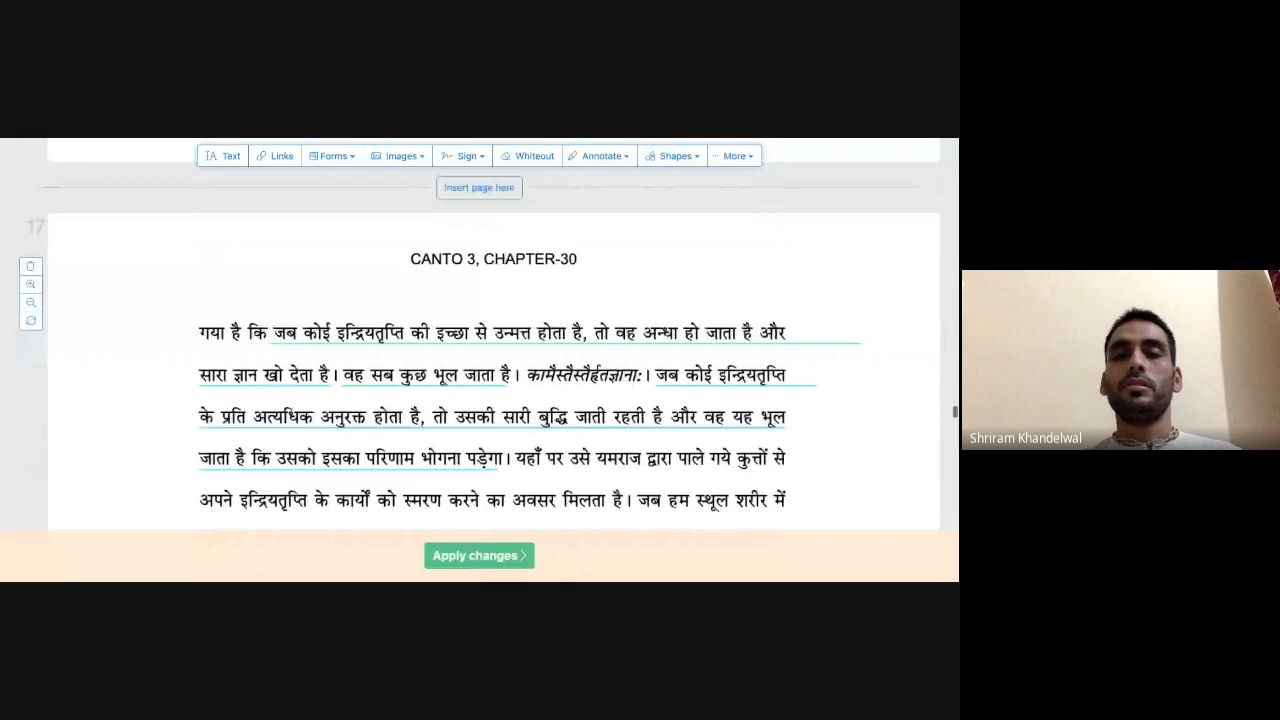 Text Links Forms Images Sign Whiteout Annotate Shapes More
Insert page here
17
CANTO 3, CHAPTER-30
गया है कि जब कोई इन्द्रियतृप्ति की इच्छा से उन्मत्त होता है, तो वह अन्धा हो जाता है और
सारा ज्ञान खो देता है। वह सब कुछ भूल जाता है। कामैस्तैस्तैर्हृतज्ञानाः। जब कोई इन्द्रियतृप्ति
के प्रति अत्यधिक अनुरक्त होता है, तो उसकी सारी बुद्धि जाती रहती है और वह यह भूल
जाता है कि उसको इसका परिणाम भोगना पड़ेगा। यहाँ पर उसे यमराज द्वारा पाले गये कुत्तों से
अपने इन्द्रियतृप्ति के कार्यों को स्मरण करने का अवसर मिलता है। जब हम स्थूल शरीर में
Apply changes
Shriram Khandelwal